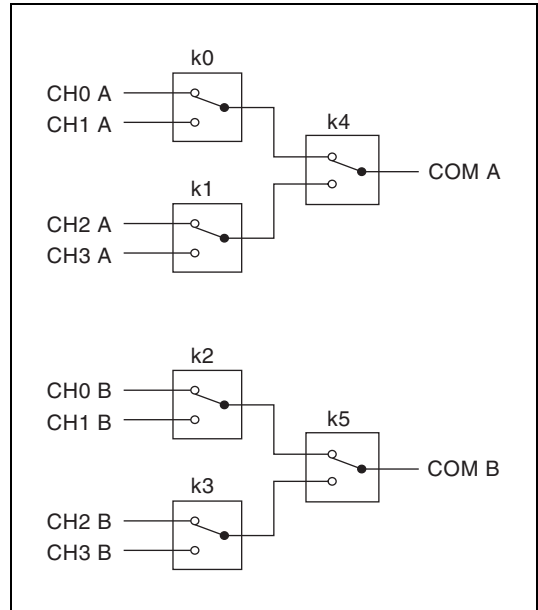 k0
CH0 A
CH1 A
k4
COM A
k1
CH2 A
CH3 A
k2
CH0 B
CH1 B
k5
COM B
k3
CH2 B
CH3 B